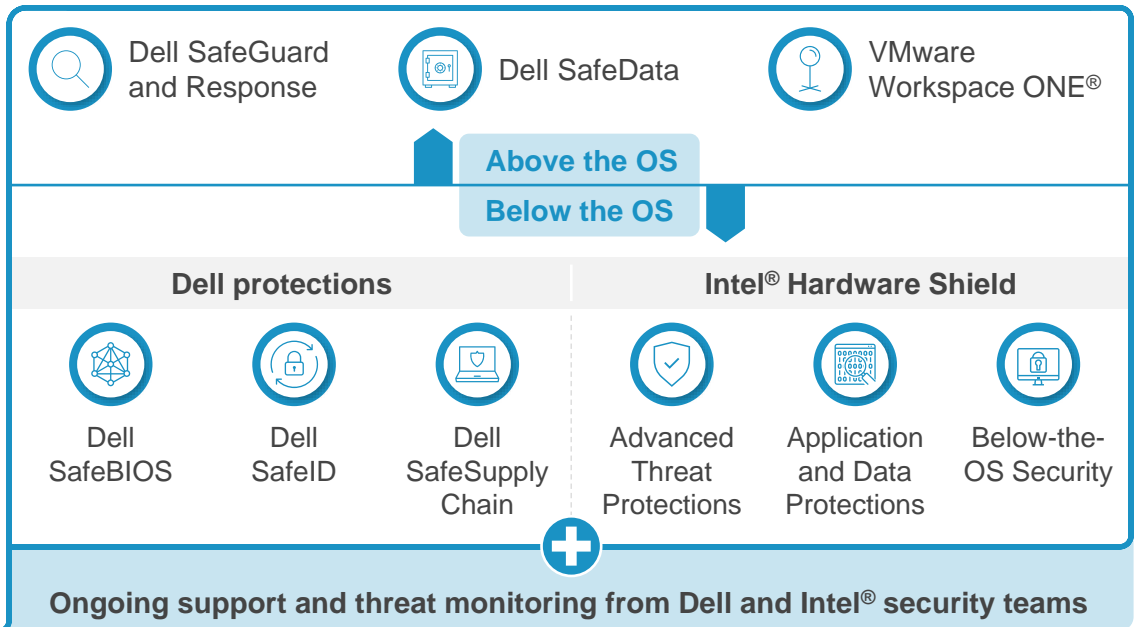 Dell SafeGuard
and Response
Dell SafeData
VMware
Workspace ONE®
Above the OS
Below the OS
Dell protections
Intel® Hardware Shield
Dell
SafeBIOS
Dell
SafeID
Dell
SafeSupply
Chain
Advanced
Threat
Protections
Application
and Data
Protections
Below-the-
OS Security
Ongoing support and threat monitoring from Dell and Intel® security teams